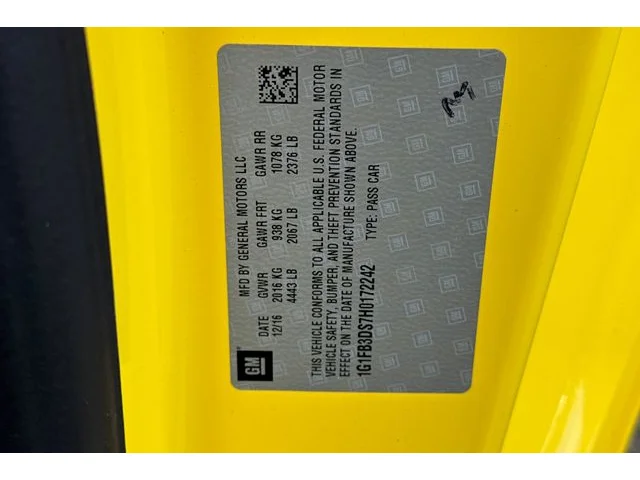 GM
MFD BY GENERAL MOTORS LLC
DATE GVWR GAWR FRT GAWR RR
12/16 2016 KG 938 KG 1078 KG
4443 LB 2067 LB 2376 LB
THIS VEHICLE CONFORMS TO ALL APPLICABLE U.S. FEDERAL MOTOR
VEHICLE SAFETY, BUMPER, AND THEFT PREVENTION STANDARDS IN
EFFECT ON THE DATE OF MANUFACTURE SHOWN ABOVE.
1G1FB3DS7H0172242 TYPE: PASS CAR